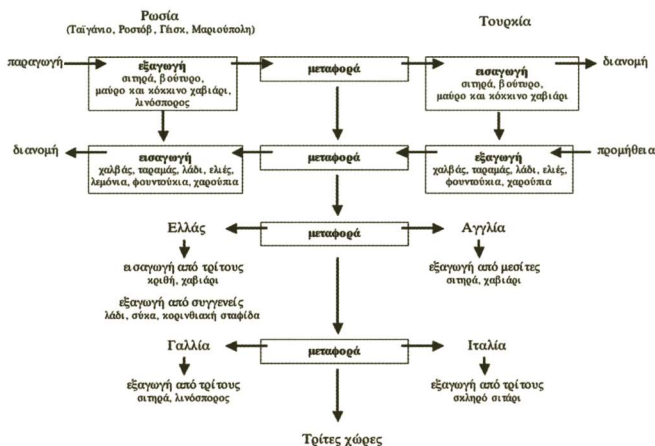 Ρωσία
(Ταϊγάνιο, Ροστόβ, Γέισκ, Μαριούπολη)
Τουρκία
παραγωγή
εξαγωγή
σιτηρά, βούτυρο,
μαύρο και κόκκινο χαβιάρι,
λινόσπορος
μεταφορά
εισαγωγή
σιτηρά, βούτυρο,
μαύρο και κόκκινο χαβιάρι
διανομή
διανομή
εισαγωγή
χαλβάς, ταραμάς, λάδι, ελιές,
λεμόνια, φουντούκια, χαρούπια
μεταφορά
εξαγωγή
χαλβάς, ταραμάς, λάδι, ελιές,
φουντούκια, χαρούπια
προμήθεια
Ελλάς
μεταφορά
Αγγλία
εισαγωγή από τρίτους
κριθή, χαβιάρι
εξαγωγή από συγγενείς
λάδι, σύκα, κορινθιακή σταφίδα
εξαγωγή από μεσίτες
σιτηρά, χαβιάρι
Γαλλία
μεταφορά
Ιταλία
εξαγωγή από τρίτους
σιτηρά, λινόσπορος
εξαγωγή από τρίτους
σκληρό σιτάρι
Τρίτες χώρες